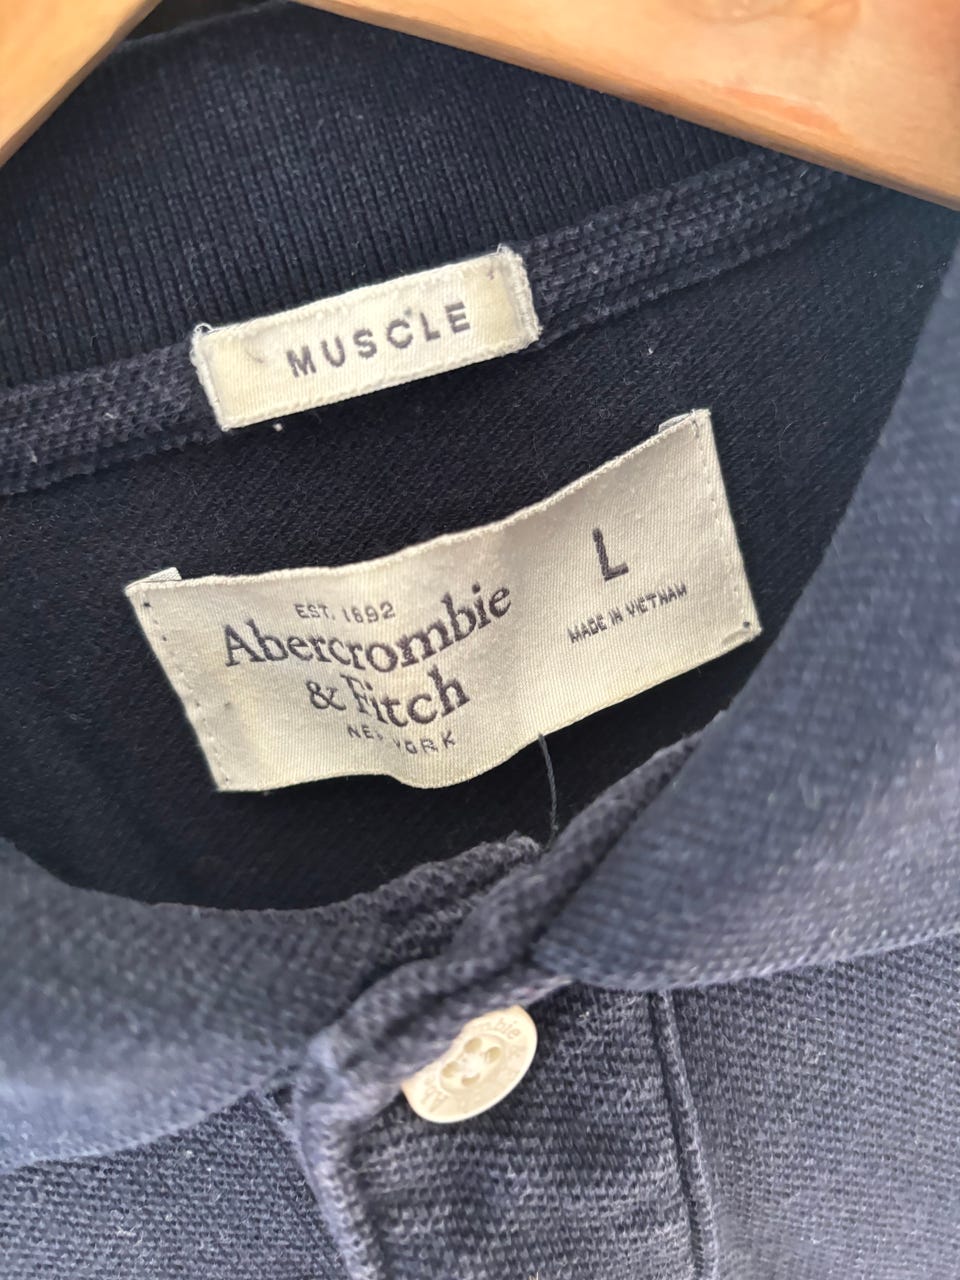 MUSCLE
EST. 1892
Abercrombie
& Fitch
NEW YORK
L
MADE IN VIETNAM